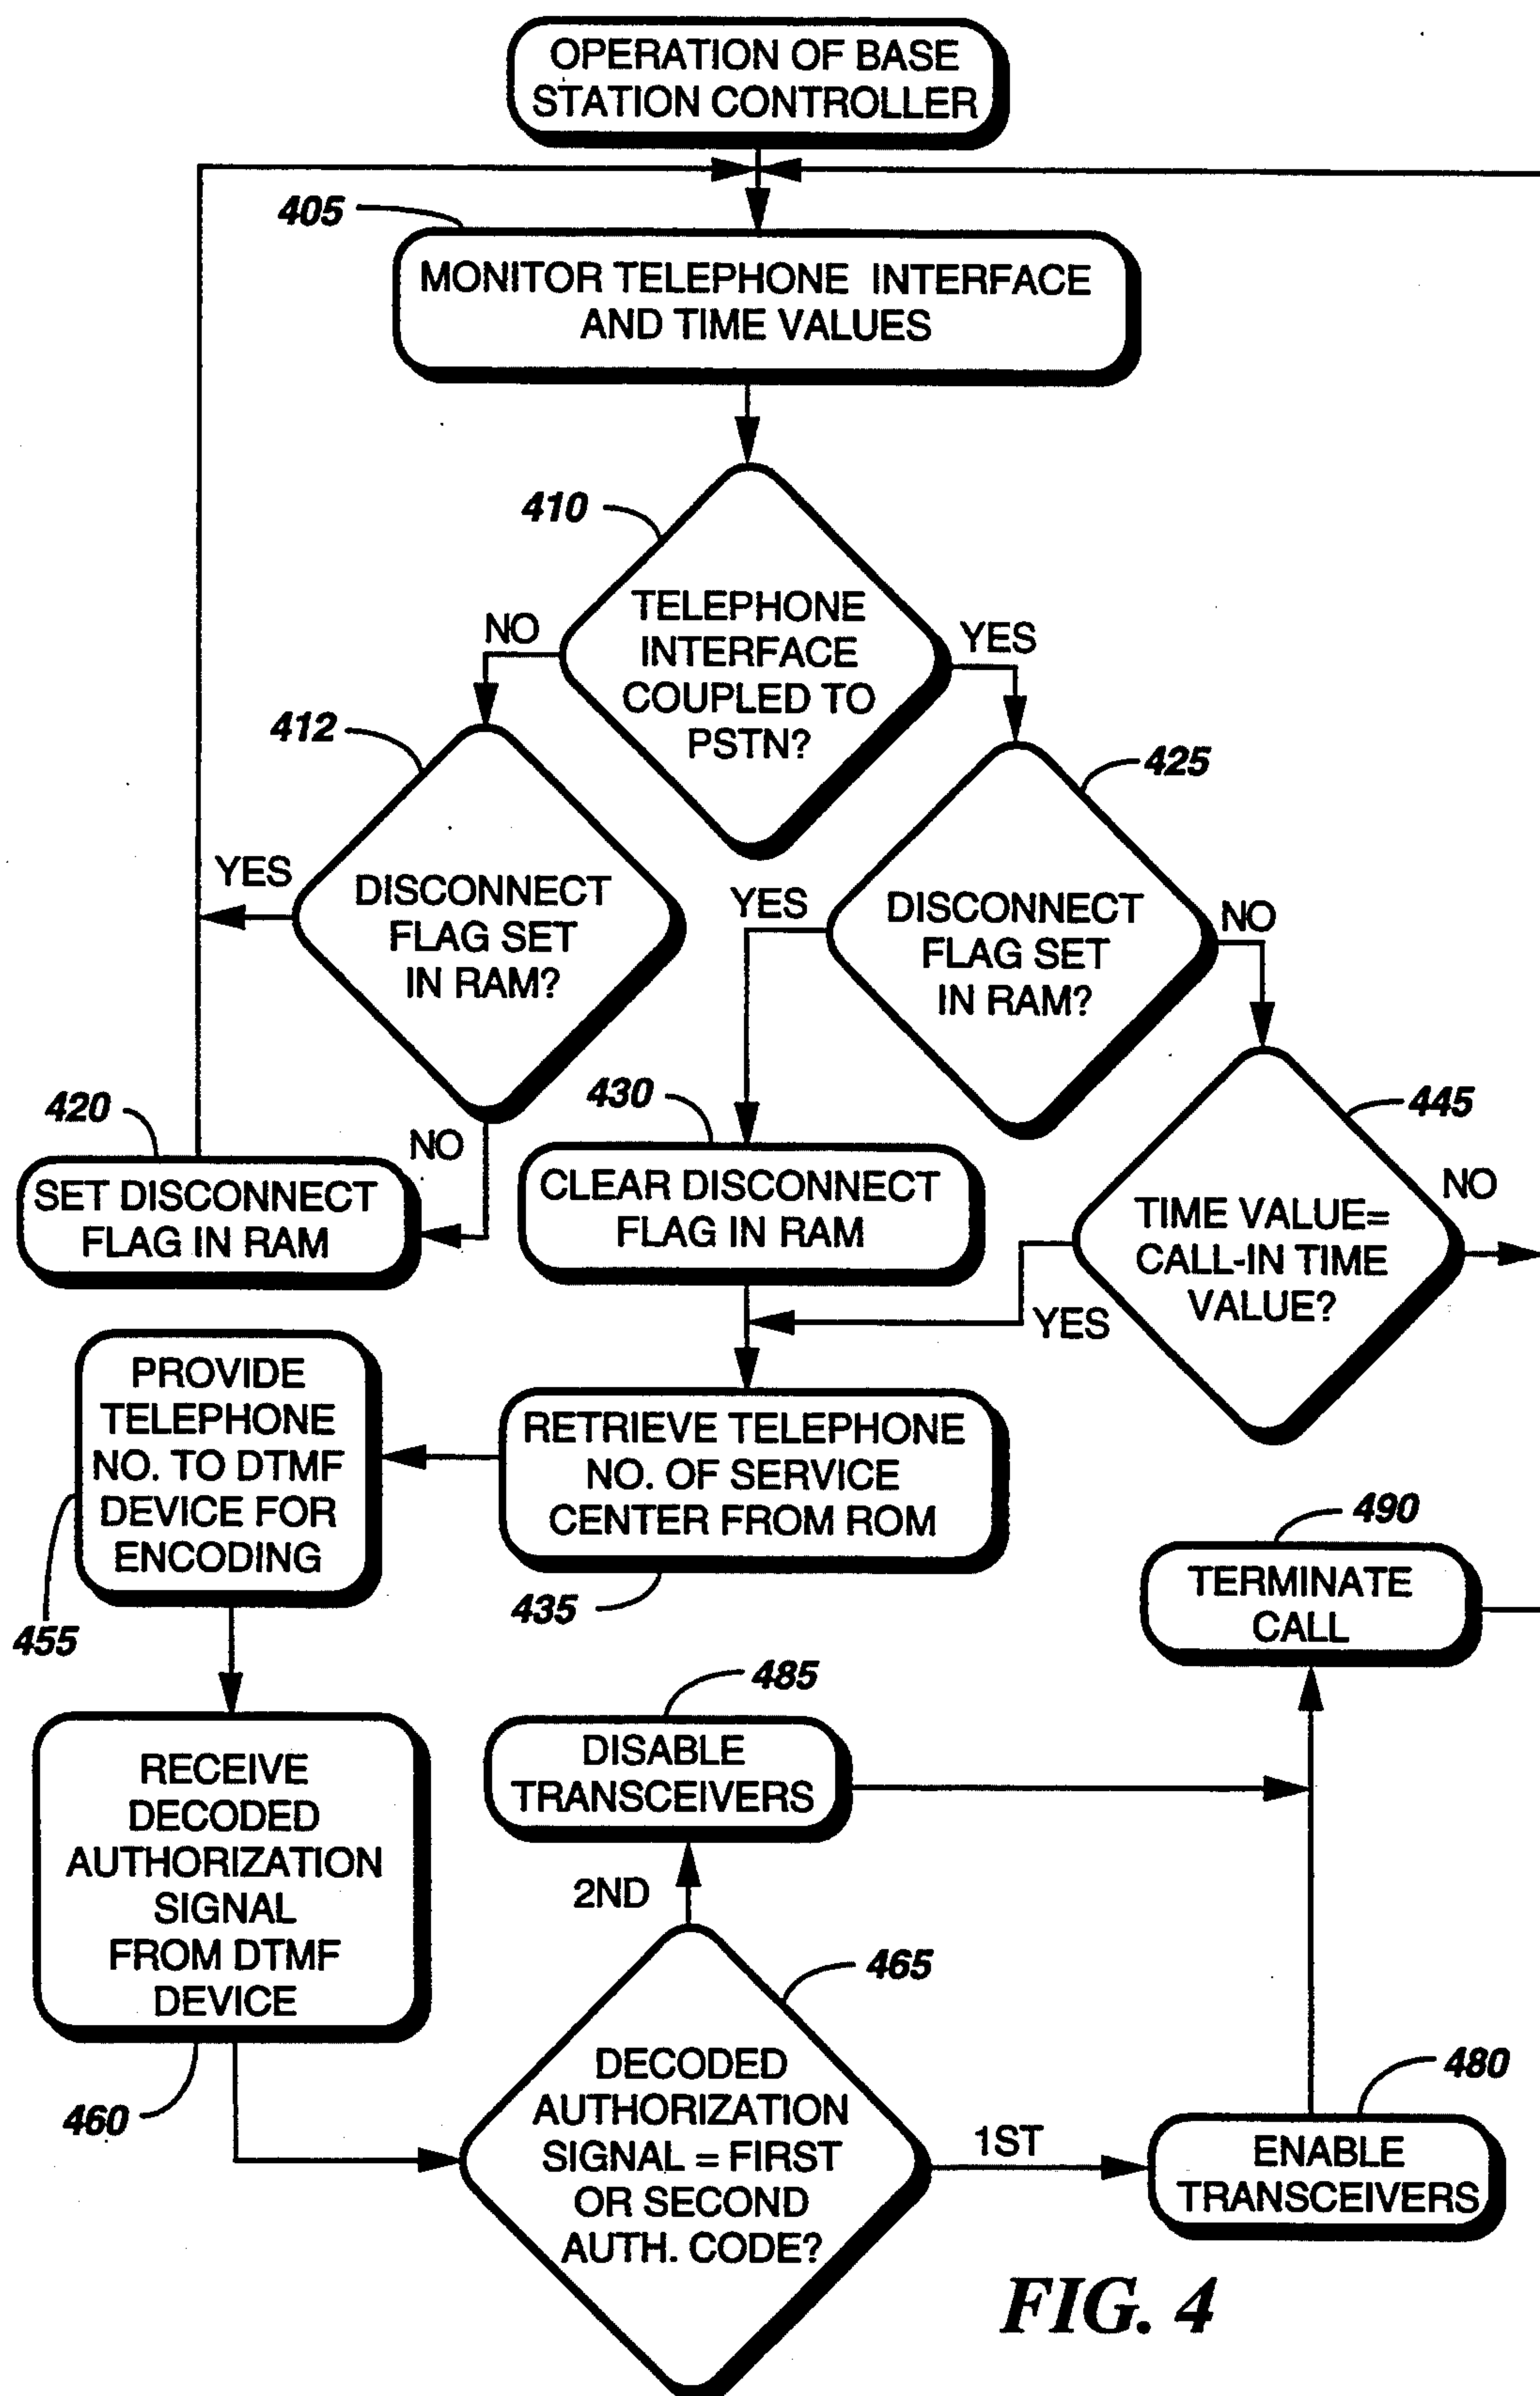 OPERATION OF BASE
STATION CONTROLLER
405
MONITOR TELEPHONE INTERFACE
AND TIME VALUES
410
TELEPHONE
INTERFACE
COUPLED TO
PSTN?
NO
YES
412
DISCONNECT
FLAG SET
IN RAM?
YES
NO
425
DISCONNECT
FLAG SET
IN RAM?
YES
NO
420
SET DISCONNECT
FLAG IN RAM
430
CLEAR DISCONNECT
FLAG IN RAM
445
TIME VALUE=
CALL-IN TIME
VALUE?
NO
YES
PROVIDE
TELEPHONE
NO. TO DTMF
DEVICE FOR
ENCODING
455
RETRIEVE TELEPHONE
NO. OF SERVICE
CENTER FROM ROM
435
490
TERMINATE
CALL
485
DISABLE
TRANSCEIVERS
RECEIVE
DECODED
AUTHORIZATION
SIGNAL
FROM DTMF
DEVICE
460
2ND
465
DECODED
AUTHORIZATION
SIGNAL = FIRST
OR SECOND
AUTH. CODE?
1ST
480
ENABLE
TRANSCEIVERS
FIG. 4